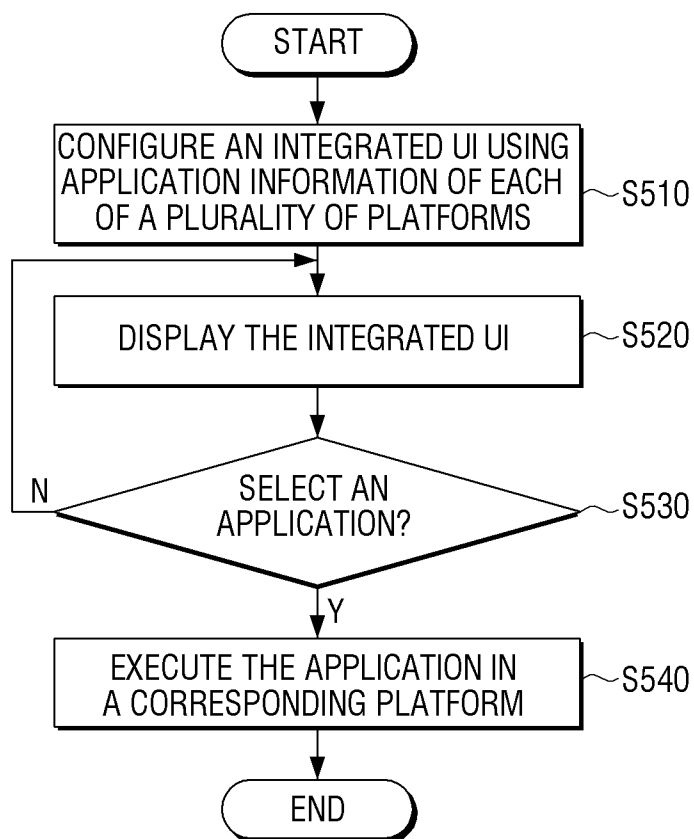 START
CONFIGURE AN INTEGRATED UI USING
APPLICATION INFORMATION OF EACH
OF A PLURALITY OF PLATFORMS
S510
DISPLAY THE INTEGRATED UI
S520
N
SELECT AN
APPLICATION?
S530
Y
EXECUTE THE APPLICATION IN
A CORRESPONDING PLATFORM
S540
END